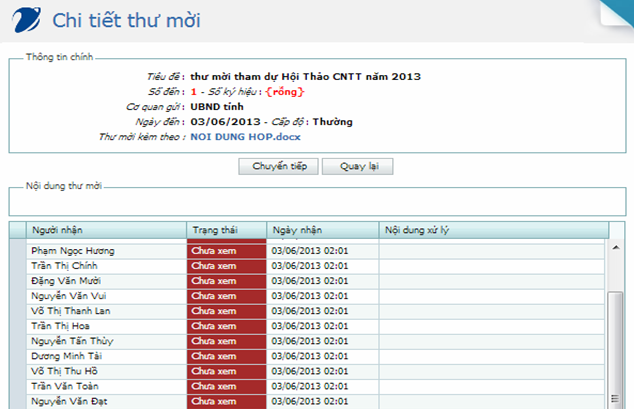 Chi tiết thư mời
Thông tin chính
Tiêu đề : thư mời tham dự Hội Thảo CNTT năm 2013
Số đến : 1 - Số ký hiệu : {rỗng}
Cơ quan gửi : UBND tỉnh
Ngày đến : 03/06/2013 - Cấp độ : Thường
Thư mời kèm theo : NOI DUNG HOP.docx
Chuyển tiếp Quay lại
Nội dung thư mời
Người nhận Trạng thái Ngày nhận Nội dung xử lý
Phạm Ngọc Hương Chưa xem 03/06/2013 02:01
Trần Thị Chính Chưa xem 03/06/2013 02:01
Đặng Văn Mười Chưa xem 03/06/2013 02:01
Nguyễn Văn Vui Chưa xem 03/06/2013 02:01
Võ Thị Thanh Lan Chưa xem 03/06/2013 02:01
Trần Thị Hoa Chưa xem 03/06/2013 02:01
Nguyễn Tấn Thủy Chưa xem 03/06/2013 02:01
Dương Minh Tải Chưa xem 03/06/2013 02:01
Võ Thị Thu Hồ Chưa xem 03/06/2013 02:01
Trần Văn Toản Chưa xem 03/06/2013 02:01
Nguyễn Văn Đạt Chưa xem 03/06/2013 02:01